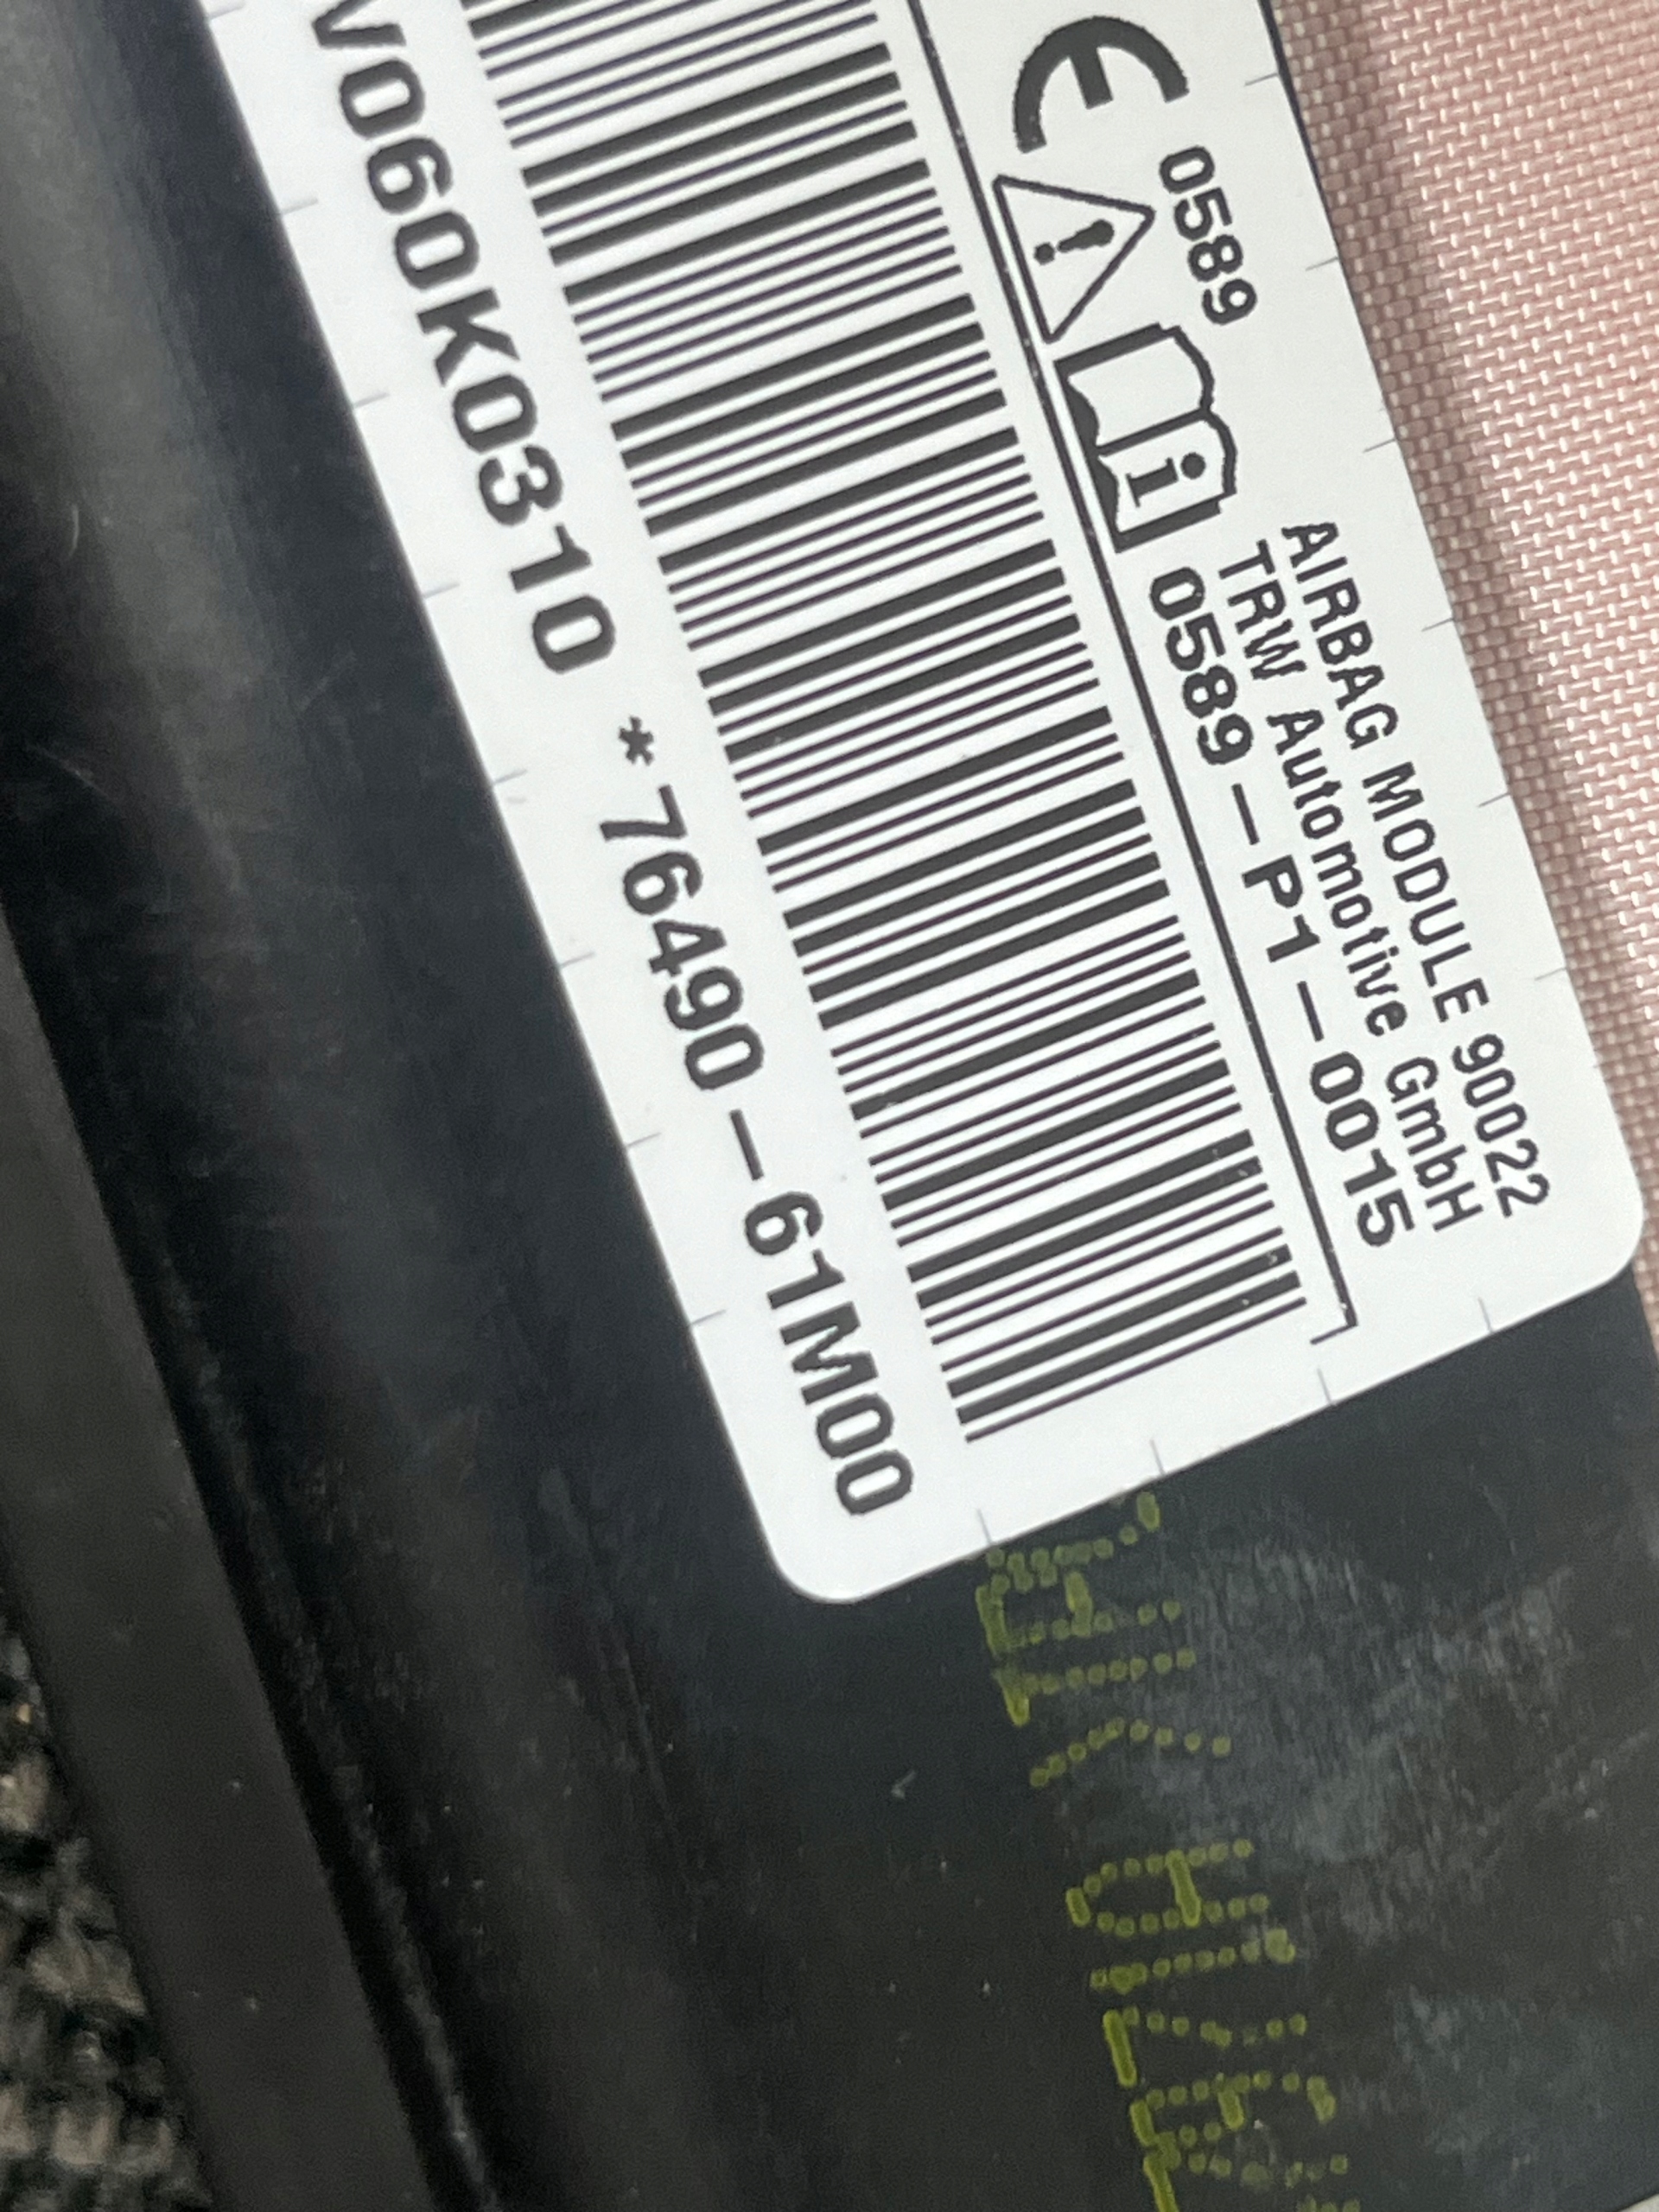 AIRBAG MODULE 90022
TRW Automotive GmbH
0589
0589-P1-0015
V060K0310 *76490-61M00